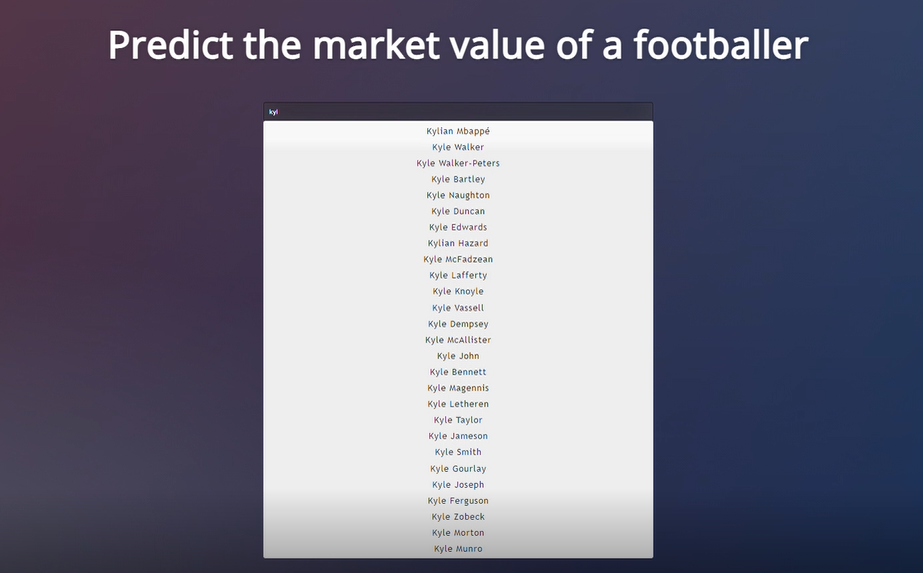 Predict the market value of a footballer
kyl
Kylian Mbappé
Kyle Walker
Kyle Walker-Peters
Kyle Bartley
Kyle Naughton
Kyle Duncan
Kyle Edwards
Kylian Hazard
Kyle McFadzean
Kyle Lafferty
Kyle Knoyle
Kyle Vassell
Kyle Dempsey
Kyle McAllister
Kyle John
Kyle Bennett
Kyle Magennis
Kyle Letheren
Kyle Taylor
Kyle Jameson
Kyle Smith
Kyle Gourlay
Kyle Joseph
Kyle Ferguson
Kyle Zobeck
Kyle Morton
Kyle Munro